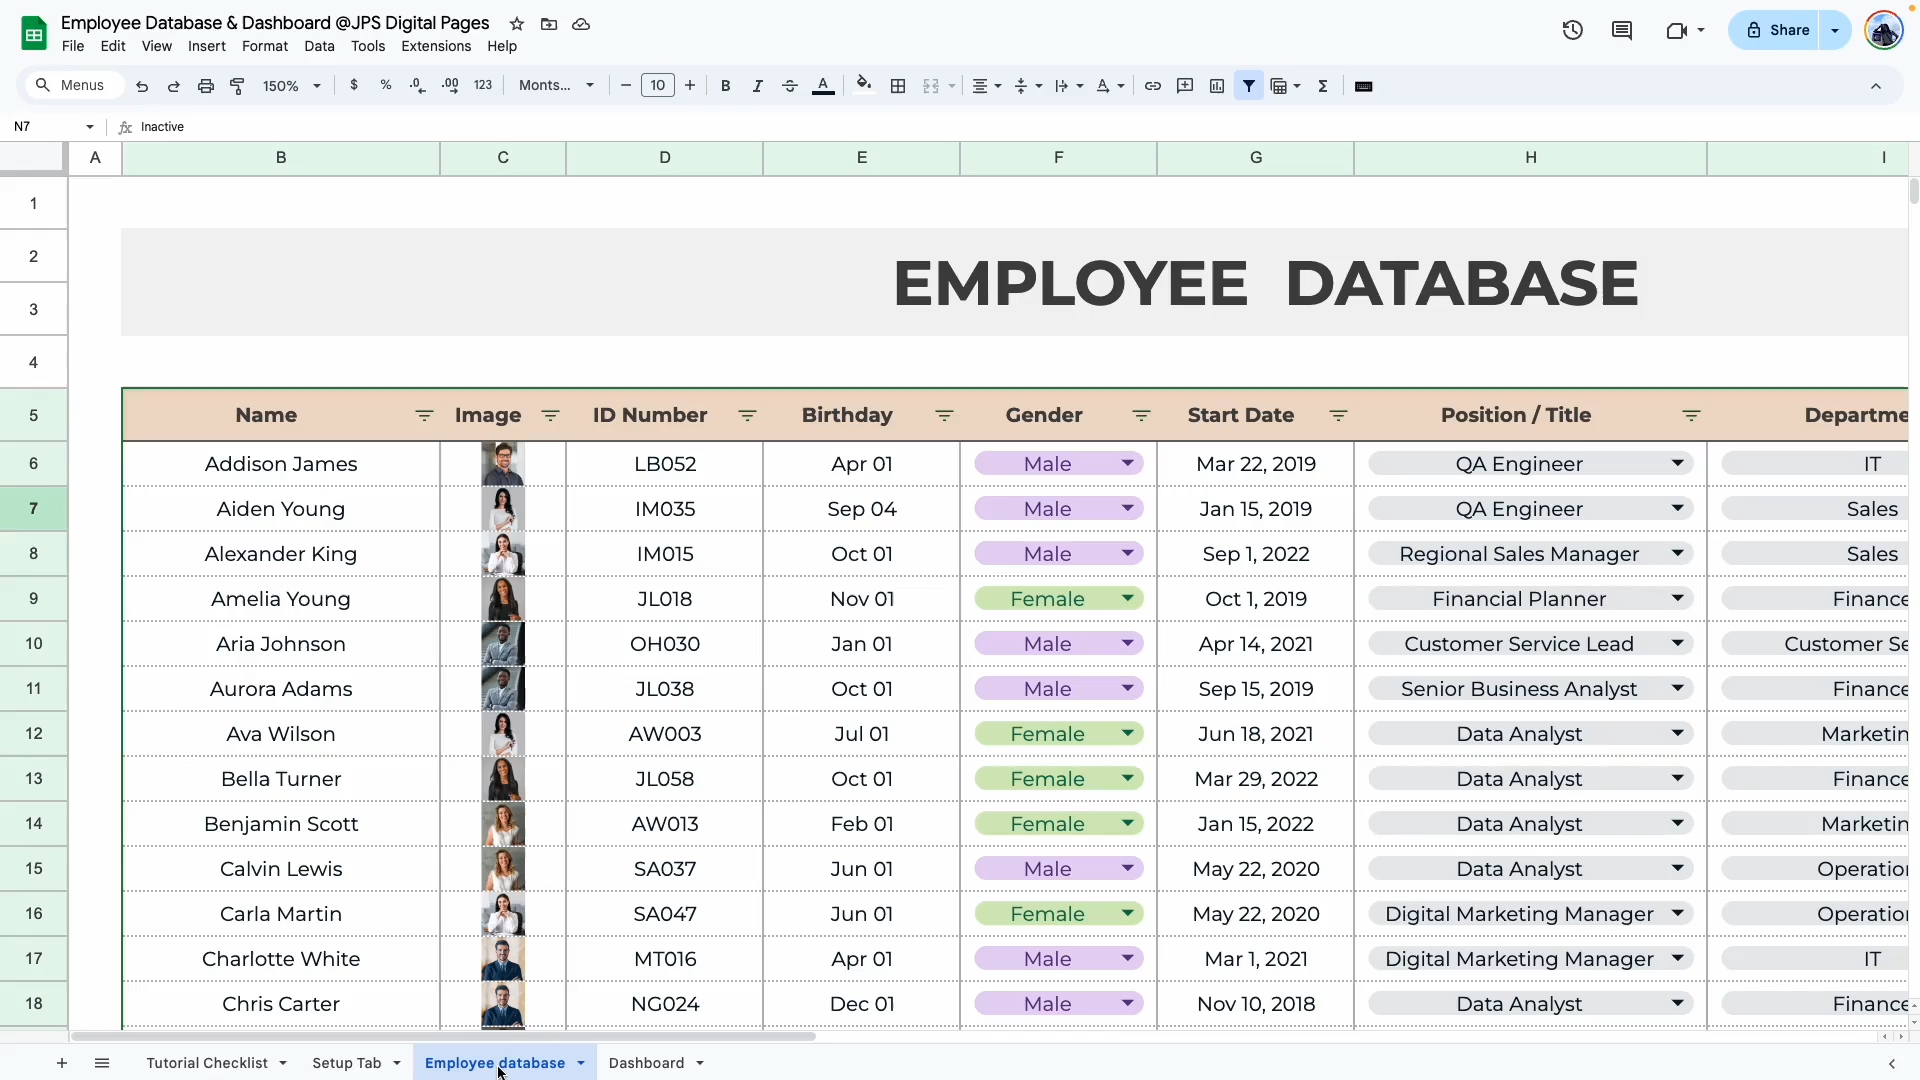 Employee Database & Dashboard @JPS Digital Pages
File Edit View Insert Format Data Tools Extensions Help
Share
Menus 150% $ % .0 .00 123 Monts... 10 B I S A Σ
N7 fx Inactive
A B C D E F G H I
1
2
EMPLOYEE DATABASE
3
4
5 Name Image ID Number Birthday Gender Start Date Position / Title Departme
6 Addison James LB052 Apr 01 Male Mar 22, 2019 QA Engineer IT
7 Aiden Young IM035 Sep 04 Male Jan 15, 2019 QA Engineer Sales
8 Alexander King IM015 Oct 01 Male Sep 1, 2022 Regional Sales Manager Sales
9 Amelia Young JL018 Nov 01 Female Oct 1, 2019 Financial Planner Finance
10 Aria Johnson OH030 Jan 01 Male Apr 14, 2021 Customer Service Lead Customer Se
11 Aurora Adams JL038 Oct 01 Male Sep 15, 2019 Senior Business Analyst Finance
12 Ava Wilson AW003 Jul 01 Female Jun 18, 2021 Data Analyst Marketin
13 Bella Turner JL058 Oct 01 Female Mar 29, 2022 Data Analyst Finance
14 Benjamin Scott AW013 Feb 01 Female Jan 15, 2022 Data Analyst Marketin
15 Calvin Lewis SA037 Jun 01 Male May 22, 2020 Data Analyst Operation
16 Carla Martin SA047 Jun 01 Female May 22, 2020 Digital Marketing Manager Operation
17 Charlotte White MT016 Apr 01 Male Mar 1, 2021 Digital Marketing Manager IT
18 Chris Carter NG024 Dec 01 Male Nov 10, 2018 Data Analyst Finance
Tutorial Checklist Setup Tab Employee database Dashboard